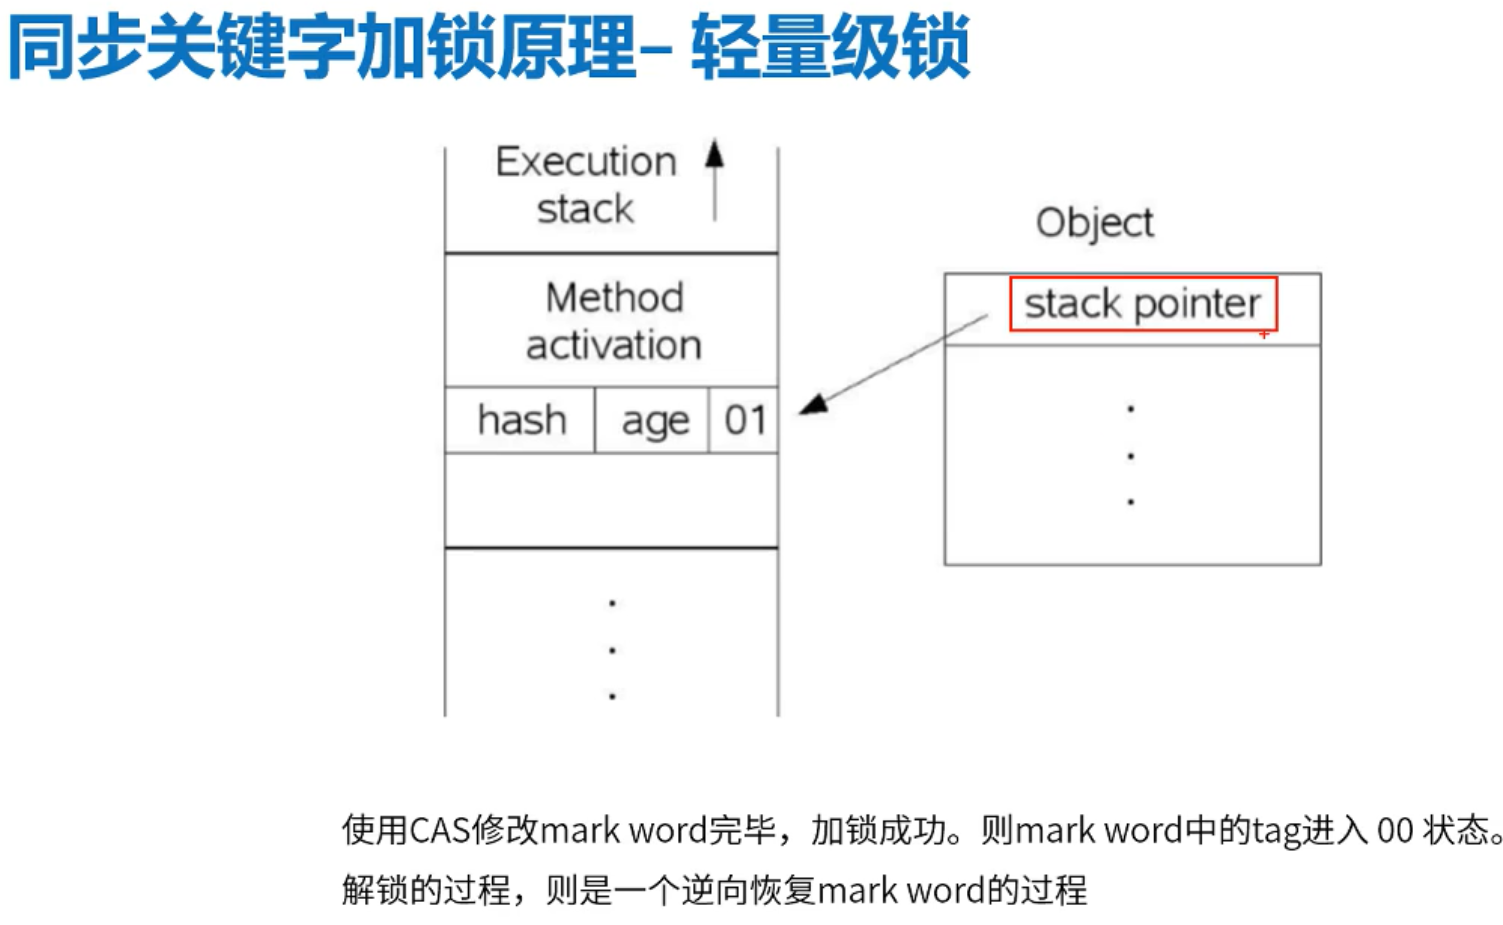 同步关键字加锁原理– 轻量级锁
Execution
stack
Method
activation
hash age 01
Object
stack pointer
使用CAS修改mark word完毕，加锁成功。则mark word中的tag进入 00 状态。
解锁的过程，则是一个逆向恢复mark word的过程